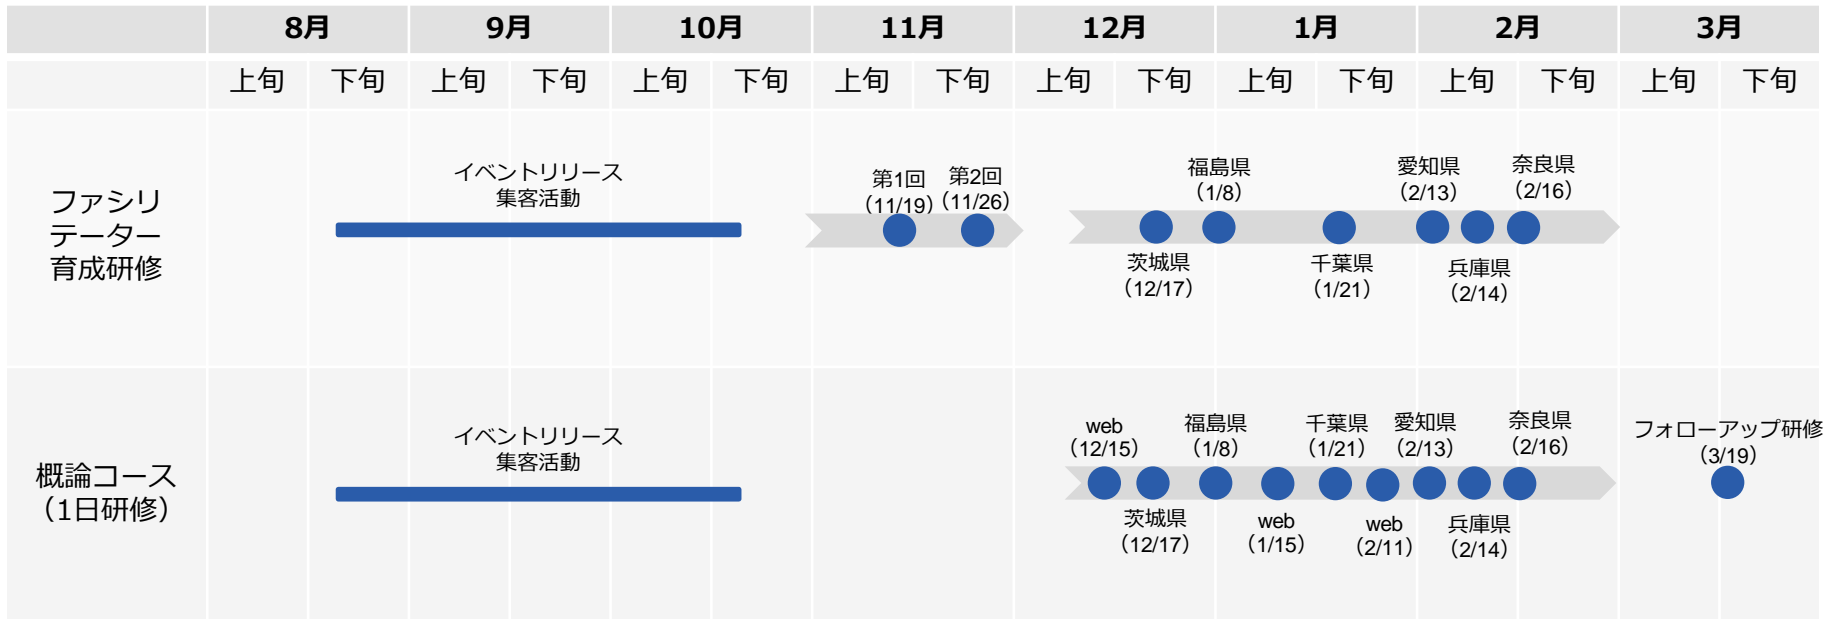 8月 9月 10月 11月 12月 1月 2月 3月
上旬 下旬 上旬 下旬 上旬 下旬 上旬 下旬 上旬 下旬 上旬 下旬 上旬 下旬 上旬 下旬
ファシリ
テーター
育成研修
イベントリリース
集客活動
第1回
（11/19）
第2回
（11/26）
茨城県
（12/17）
福島県
（1/8）
千葉県
（1/21）
愛知県
（2/13）
兵庫県
（2/14）
奈良県
（2/16）
概論コース
（1日研修）
イベントリリース
集客活動
web
（12/15）
茨城県
（12/17）
福島県
（1/8）
web
（1/15）
千葉県
（1/21）
web
（2/11）
愛知県
（2/13）
兵庫県
（2/14）
奈良県
（2/16）
フォローアップ研修
（3/19）